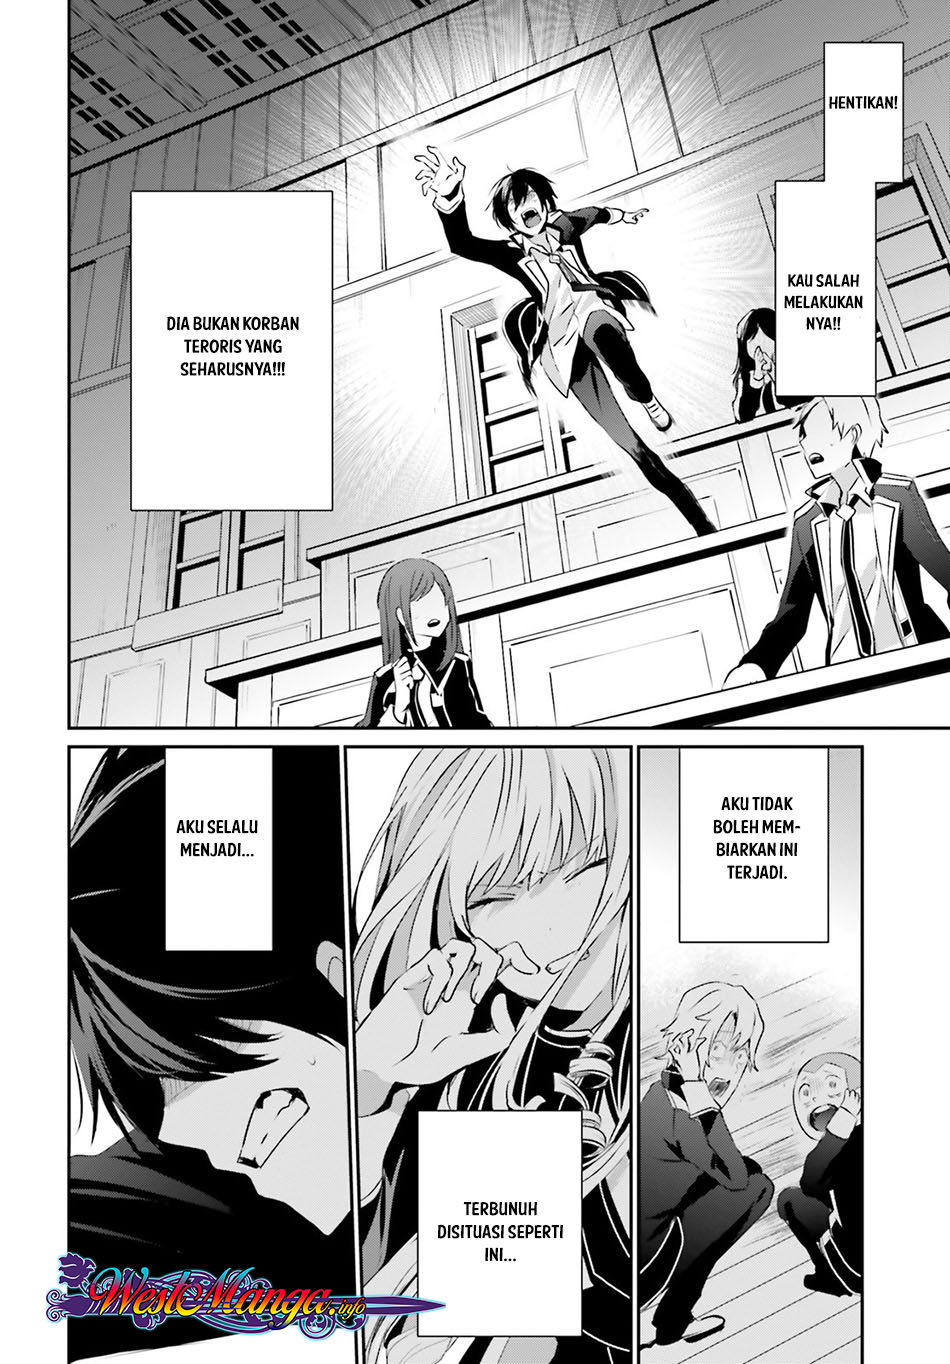 HENTIKAN!
KAU SALAH
MELAKUKAN
NYA!!
DIA BUKAN KORBAN
TERORIS YANG
SEHARUSNYA!!!
AKU TIDAK
BOLEH MEM-
BIARKAN INI
TERJADI.
TERBUNUH
DISITUASI SEPERTI
INI...
AKU SELALU
MENJADI...
WestManga.info